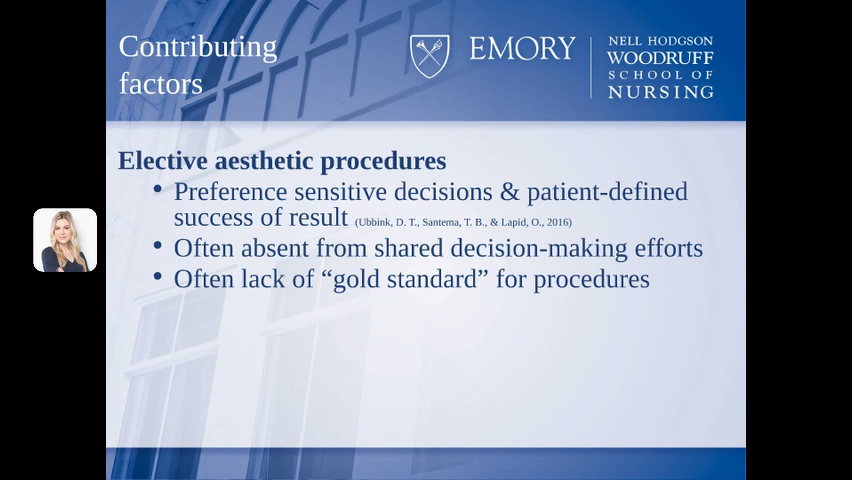 Contributing
factors
EMORY
NELL HODGSON
WOODRUFF
SCHOOL OF
NURSING
Elective aesthetic procedures
• Preference sensitive decisions & patient-defined
success of result (Ubbink, D. T., Santema, T. B., & Lapid, O., 2016)
• Often absent from shared decision-making efforts
• Often lack of “gold standard” for procedures